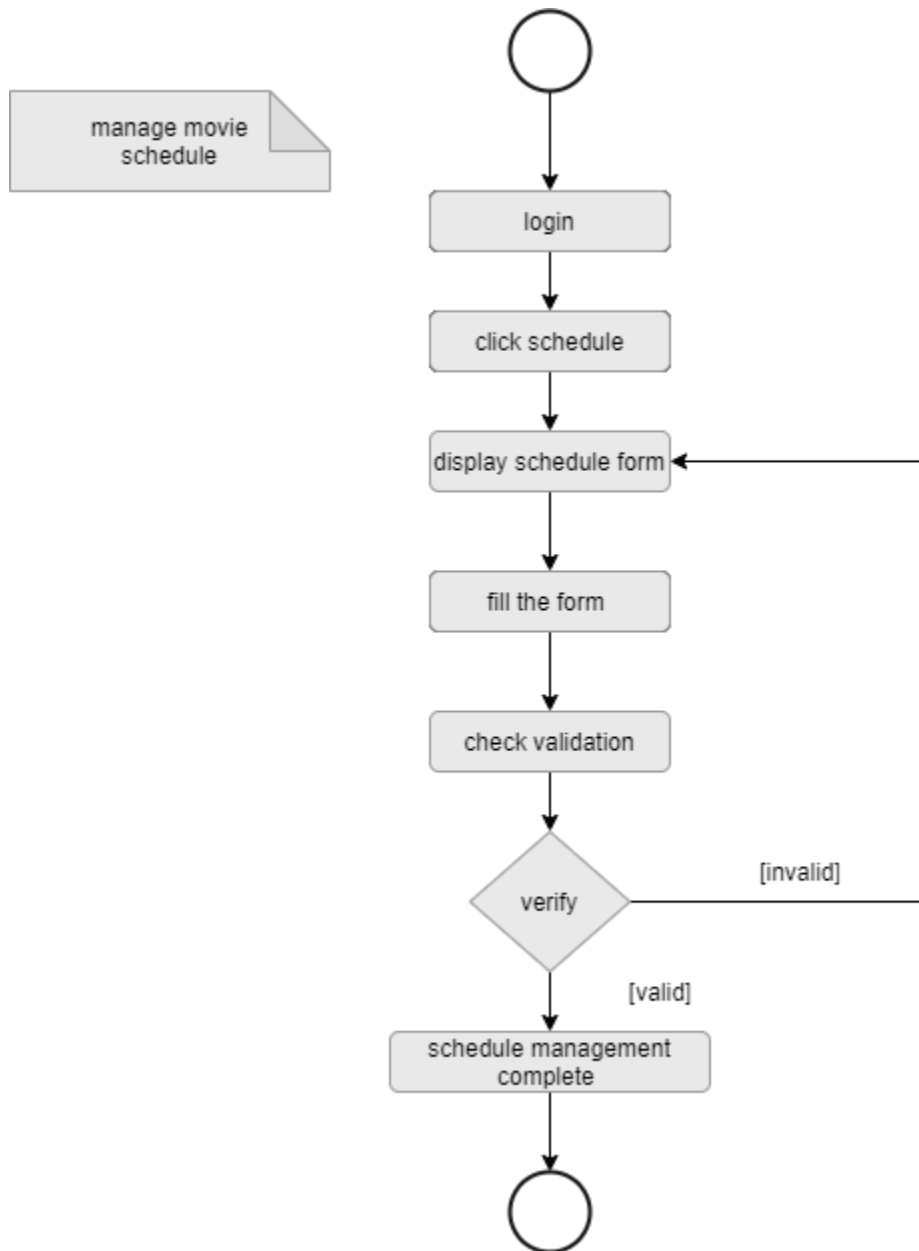 manage movie
schedule
login
click schedule
display schedule form
fill the form
check validation
verify
[invalid]
[valid]
schedule management
complete